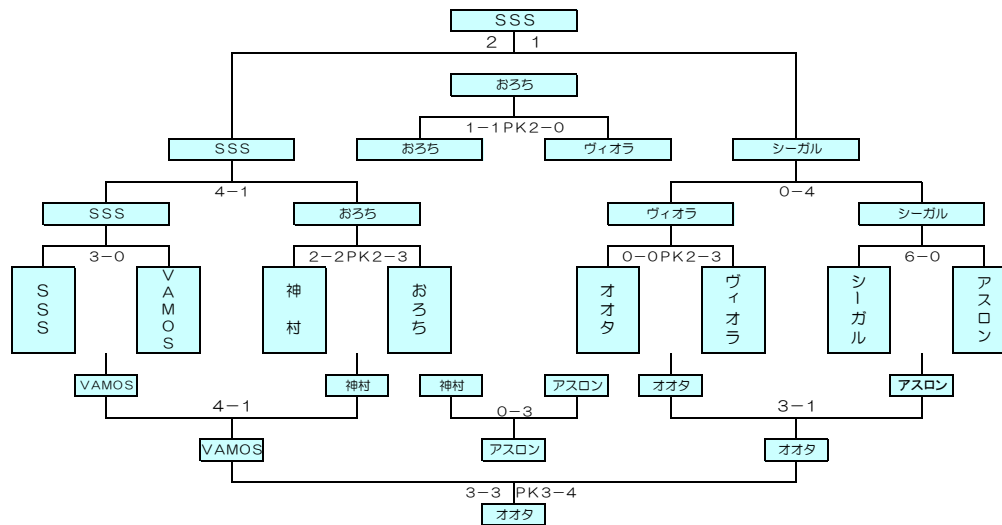 SSS
2 1
おろち
1-1PK2-0
SSS おろち ヴィオラ シーガル
4-1 0-4
SSS おろち ヴィオラ シーガル
3-0 2-2PK2-3 0-0PK2-3 6-0
SSS VAMOS 神村 おろち オオタ ヴィオラ シーガル アスロン
VAMOS 神村 神村 アスロン オオタ アスロン
4-1 0-3 3-1
VAMOS アスロン オオタ
3-3 PK3-4
オオタ